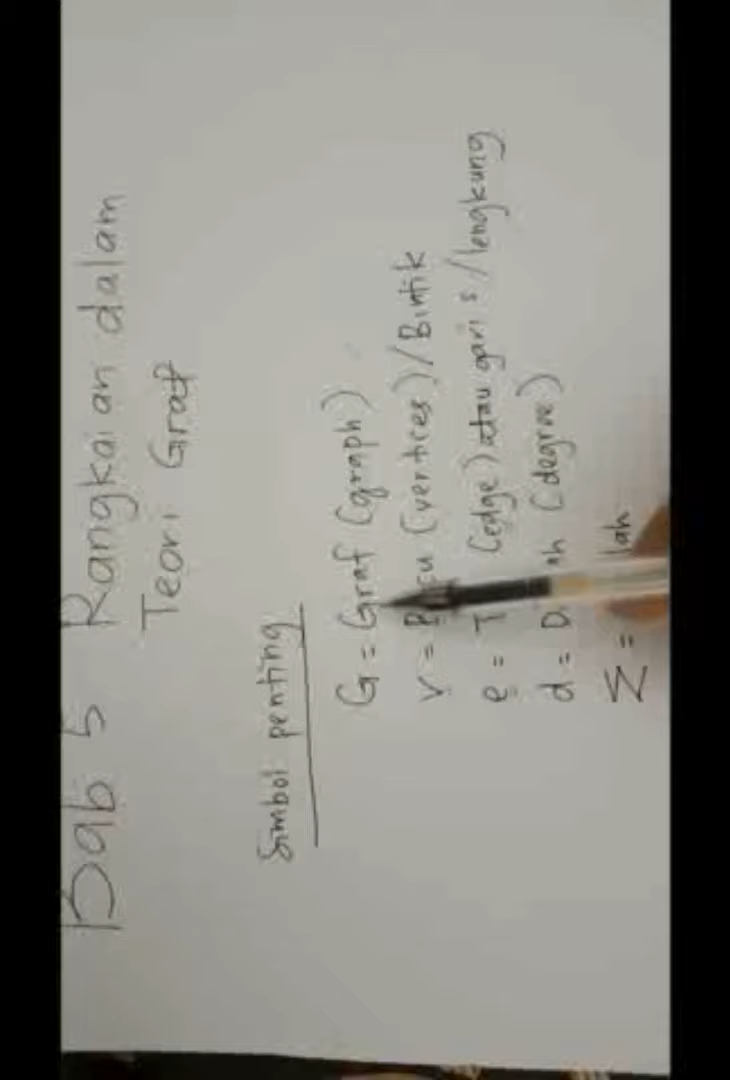 Bab 5 Rangkaian dalam
Teori Graf
Simbol penting
G = Graf (graph)
v = (vertices) / Bintik
e = (edge) atau garis / lengkung
d = (degree)
Σ =